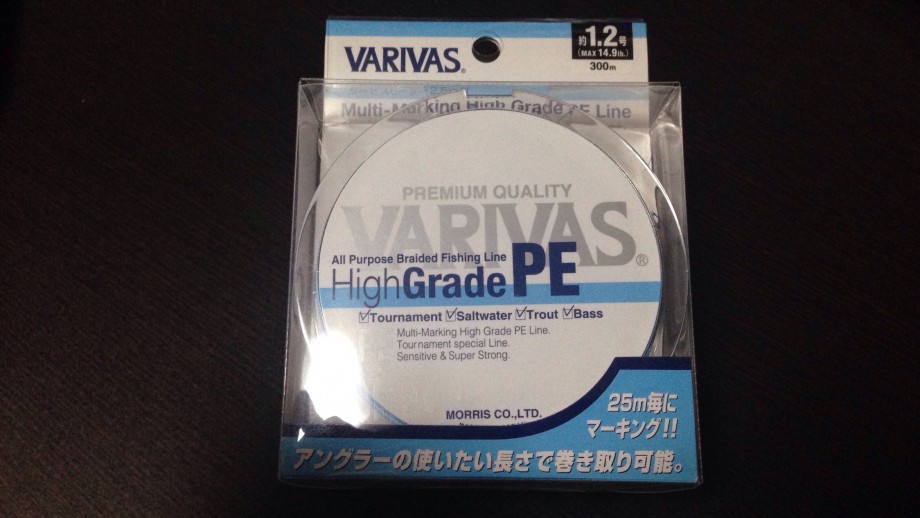 VARIVAS®
約1.2号
(MAX 14.9lb.)
300m
Multi-Marking High Grade PE Line
PREMIUM QUALITY
VARIVAS®
All Purpose Braided Fishing Line
HighGrade PE
Tournament Saltwater Trout Bass
Multi-Marking High Grade PE Line.
Tournament special Line.
Sensitive & Super Strong.
MORRIS CO.,LTD.
25m毎に
マーキング!!
アングラーの使いたい長さで巻き取り可能。